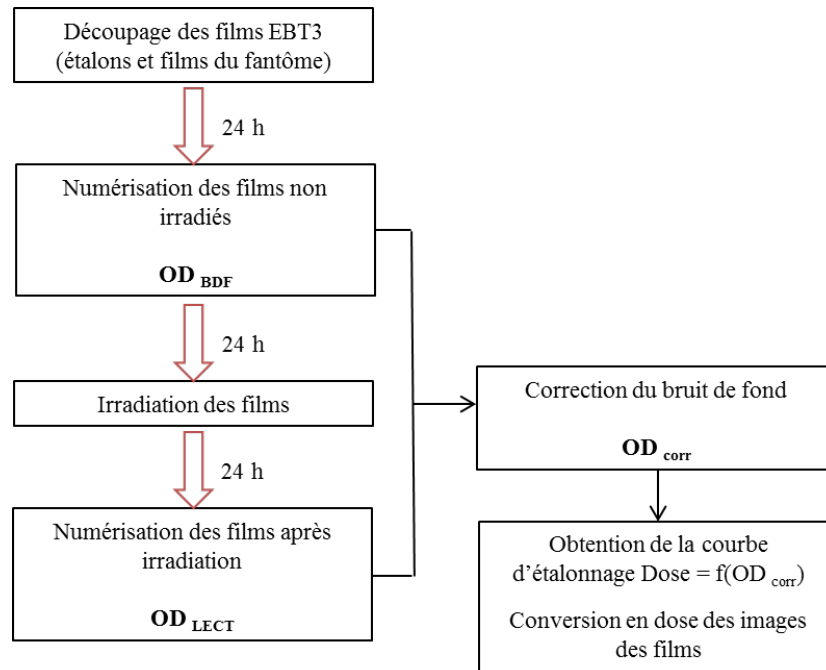 Découpage des films EBT3
(étalons et films du fantôme)
24 h
Numérisation des films non
irradiés
OD BDF
24 h
Irradiation des films
24 h
Numérisation des films après
irradiation
OD LECT
Correction du bruit de fond
OD corr
Obtention de la courbe
d'étalonnage Dose = f(OD corr)
Conversion en dose des images
des films